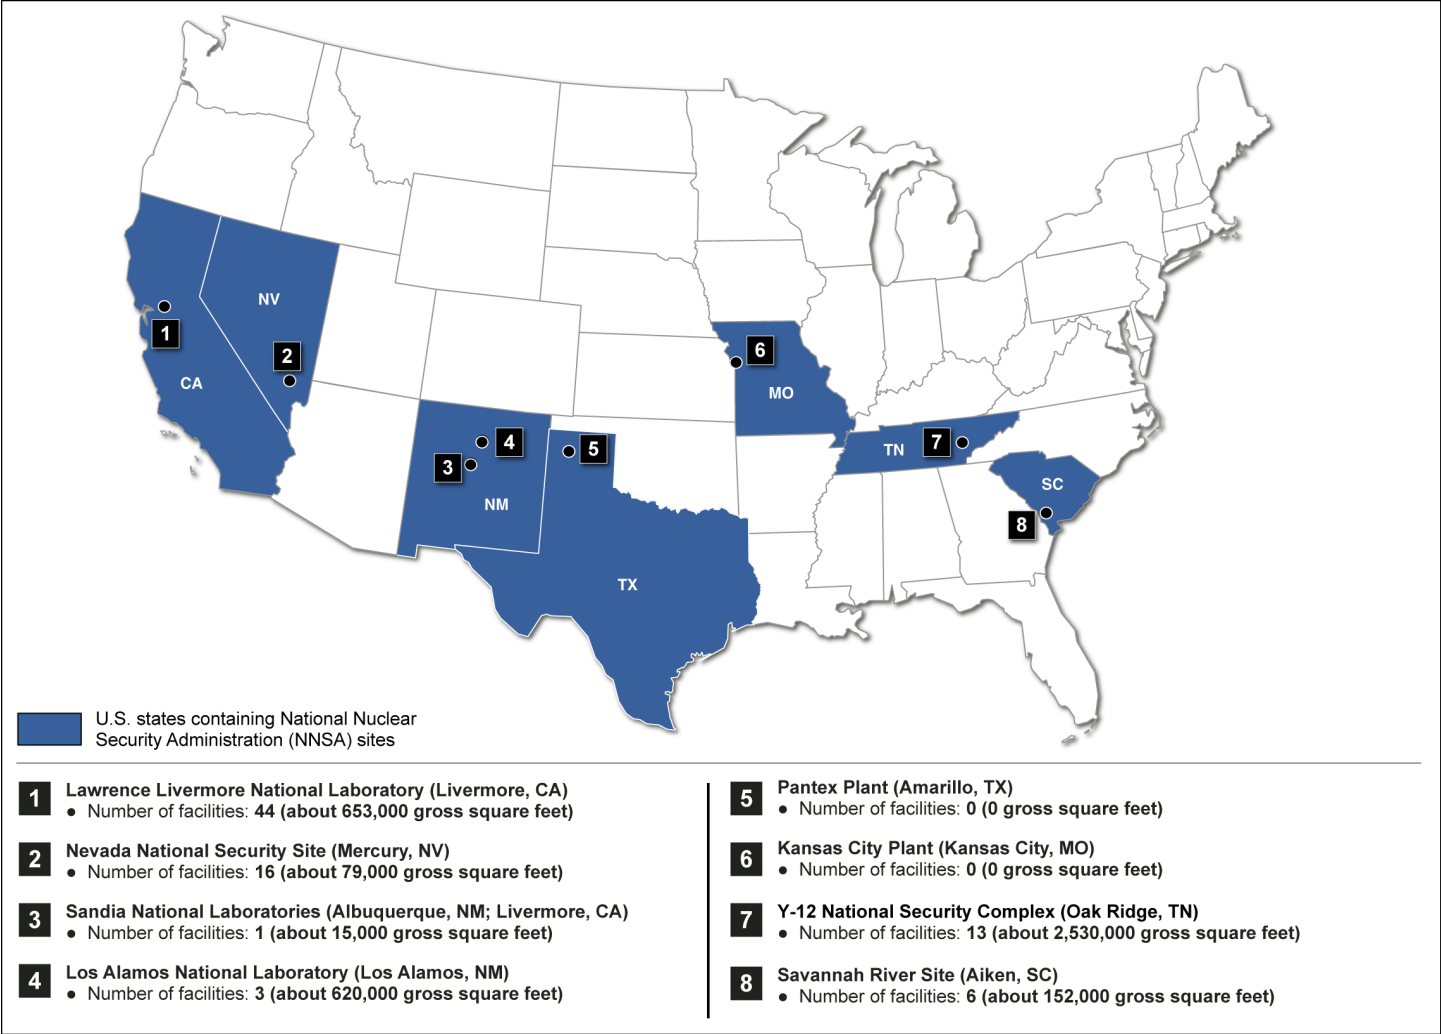 NV
1
2
6
CA
MO
4
7
TN
5
3
SC
NM
8
TX
U.S. states containing National Nuclear
Security Administration (NNSA) sites
1
Lawrence Livermore National Laboratory (Livermore, CA)
● Number of facilities: 44 (about 653,000 gross square feet)
2
Nevada National Security Site (Mercury, NV)
● Number of facilities: 16 (about 79,000 gross square feet)
3
Sandia National Laboratories (Albuquerque, NM; Livermore, CA)
● Number of facilities: 1 (about 15,000 gross square feet)
4
Los Alamos National Laboratory (Los Alamos, NM)
● Number of facilities: 3 (about 620,000 gross square feet)
5
Pantex Plant (Amarillo, TX)
● Number of facilities: 0 (0 gross square feet)
6
Kansas City Plant (Kansas City, MO)
● Number of facilities: 0 (0 gross square feet)
7
Y-12 National Security Complex (Oak Ridge, TN)
● Number of facilities: 13 (about 2,530,000 gross square feet)
8
Savannah River Site (Aiken, SC)
● Number of facilities: 6 (about 152,000 gross square feet)